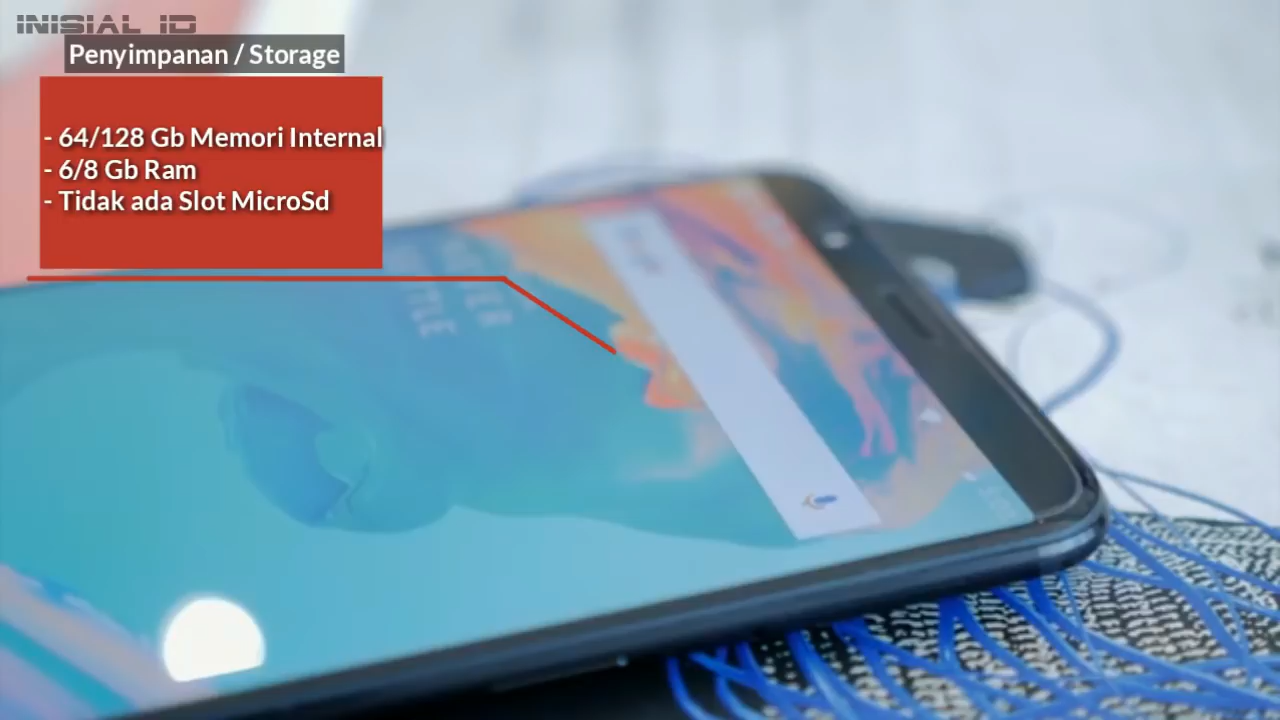 INISIAL ID
Penyimpanan / Storage
- 64/128 Gb Memori Internal
- 6/8 Gb Ram
- Tidak ada Slot MicroSd